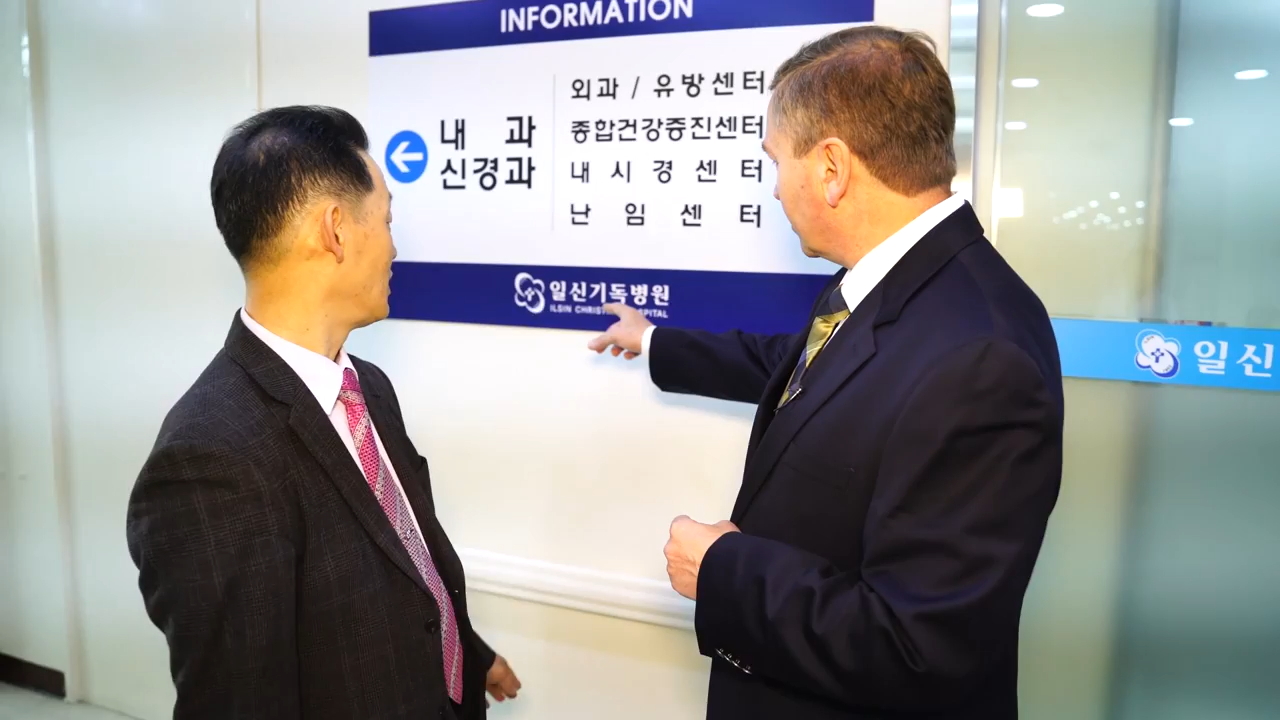 INFORMATION
내 과
신경과
외과 / 유방센터
종합건강증진센터
내 시 경 센 터
난 임 센 터
일신기독병원
ILSIN
일신